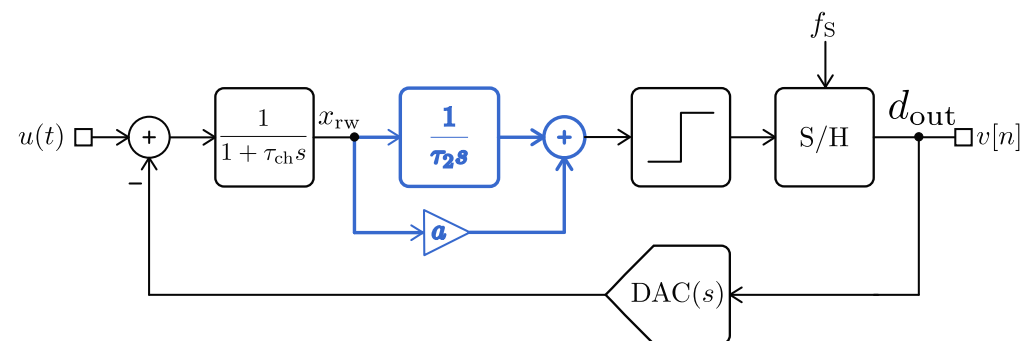 f_S
u(t)
+
−
1
1 + τ_ch s
x_rw
1
τ_2 s
+
a
S/H
d_out
v[n]
DAC(s)